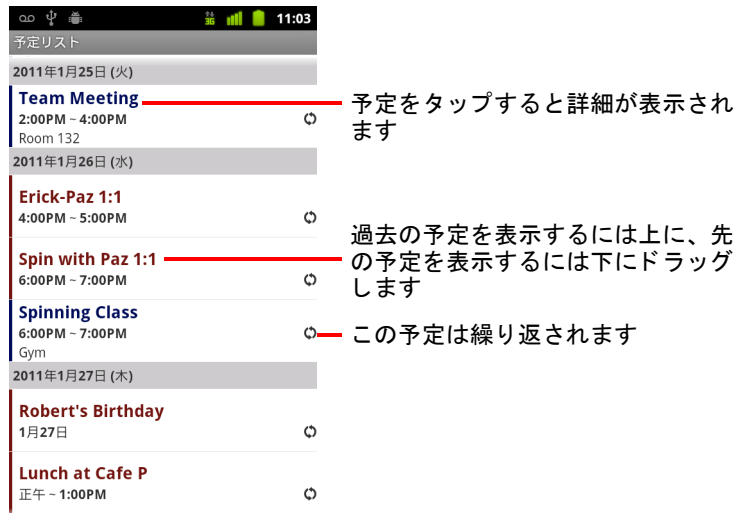 11:03
予定リスト
2011年1月25日 (火)
Team Meeting
2:00PM ~ 4:00PM
Room 132
2011年1月26日 (水)
Erick-Paz 1:1
4:00PM ~ 5:00PM
Spin with Paz 1:1
6:00PM ~ 7:00PM
Spinning Class
6:00PM ~ 7:00PM
Gym
2011年1月27日 (木)
Robert's Birthday
1月27日
Lunch at Cafe P
正午 ~ 1:00PM
予定をタップすると詳細が表示され
ます
過去の予定を表示するには上に、先
の予定を表示するには下にドラッグ
します
この予定は繰り返されます